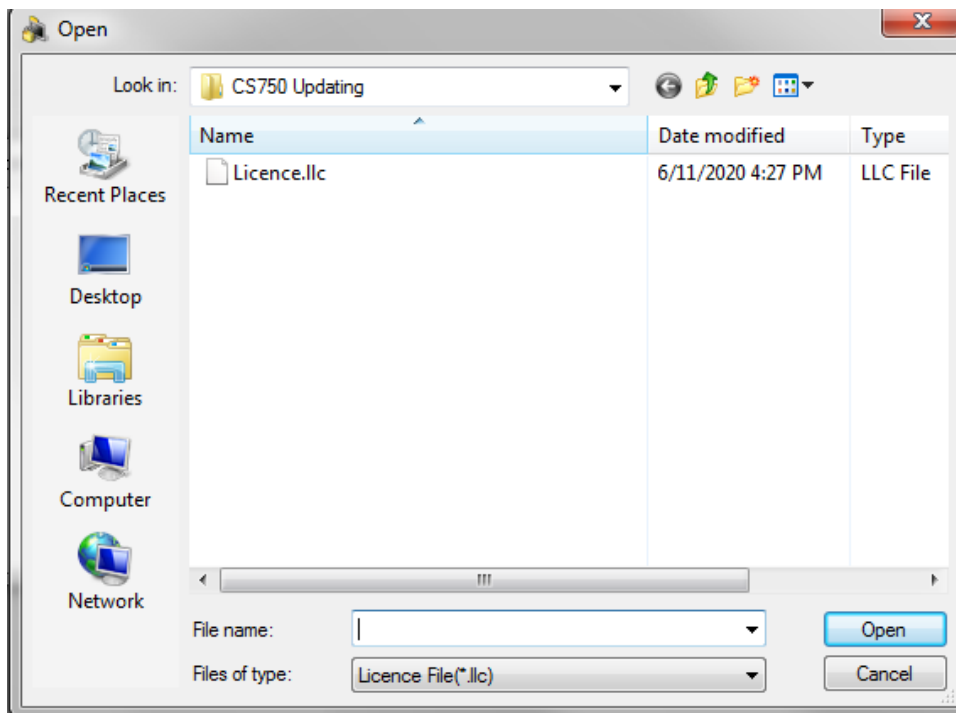 Open
Look in: CS750 Updating
Name Date modified Type
Licence.llc 6/11/2020 4:27 PM LLC File
Recent Places
Desktop
Libraries
Computer
Network
File name: Open
Files of type: Licence File(*.llc) Cancel